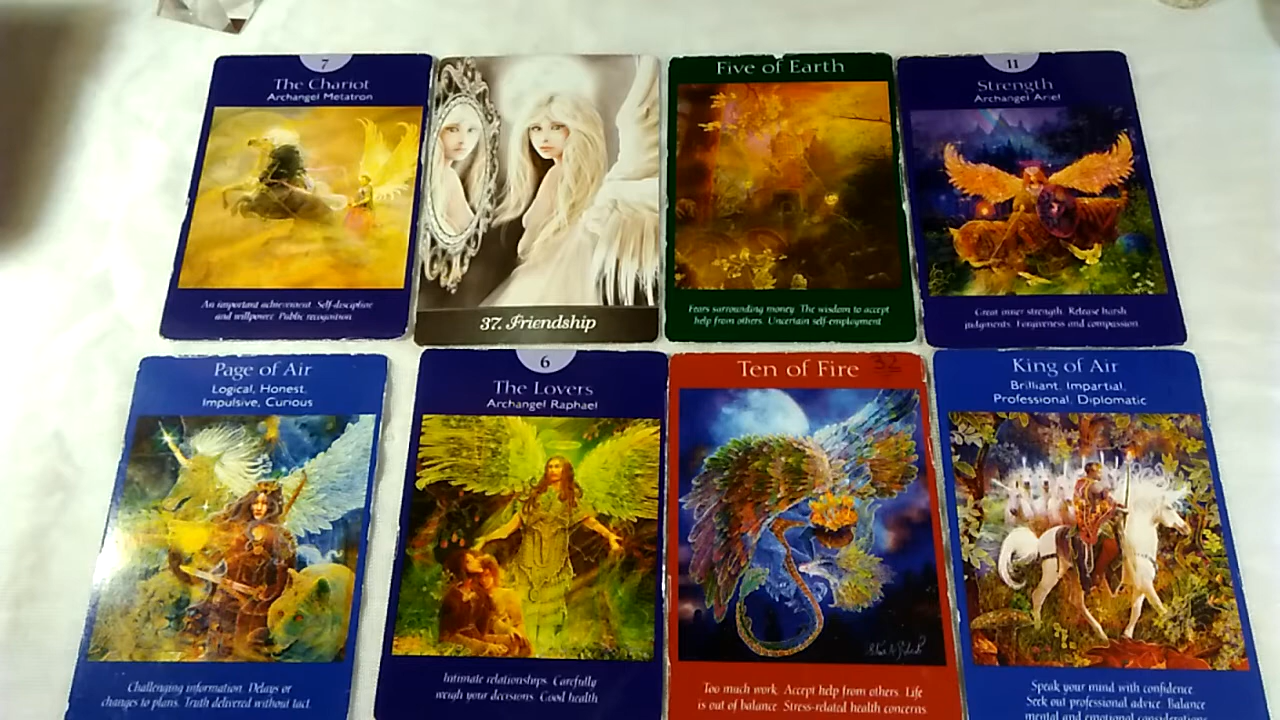 7
The Chariot
Archangel Metatron
An important achievement. Self-discipline
and willpower. Public recognition.
37. Friendship
Five of Earth
Fears surrounding money. The wisdom to accept
help from others. Uncertain self-employment
11
Strength
Archangel Ariel
Great inner strength. Release harsh
judgments. Forgiveness and compassion
Page of Air
Logical, Honest,
Impulsive, Curious
Challenging information. Delays or
changes to plans. Truth delivered without tact.
6
The Lovers
Archangel Raphael
Intimate relationships. Carefully
weigh your decisions. Good health
Ten of Fire
32
Too much work. Accept help from others. Life
is out of balance. Stress-related health concerns.
King of Air
Brilliant, Impartial,
Professional, Diplomatic
Speak your mind with confidence.
Seek out professional advice. Balance
mental and emotional considerations